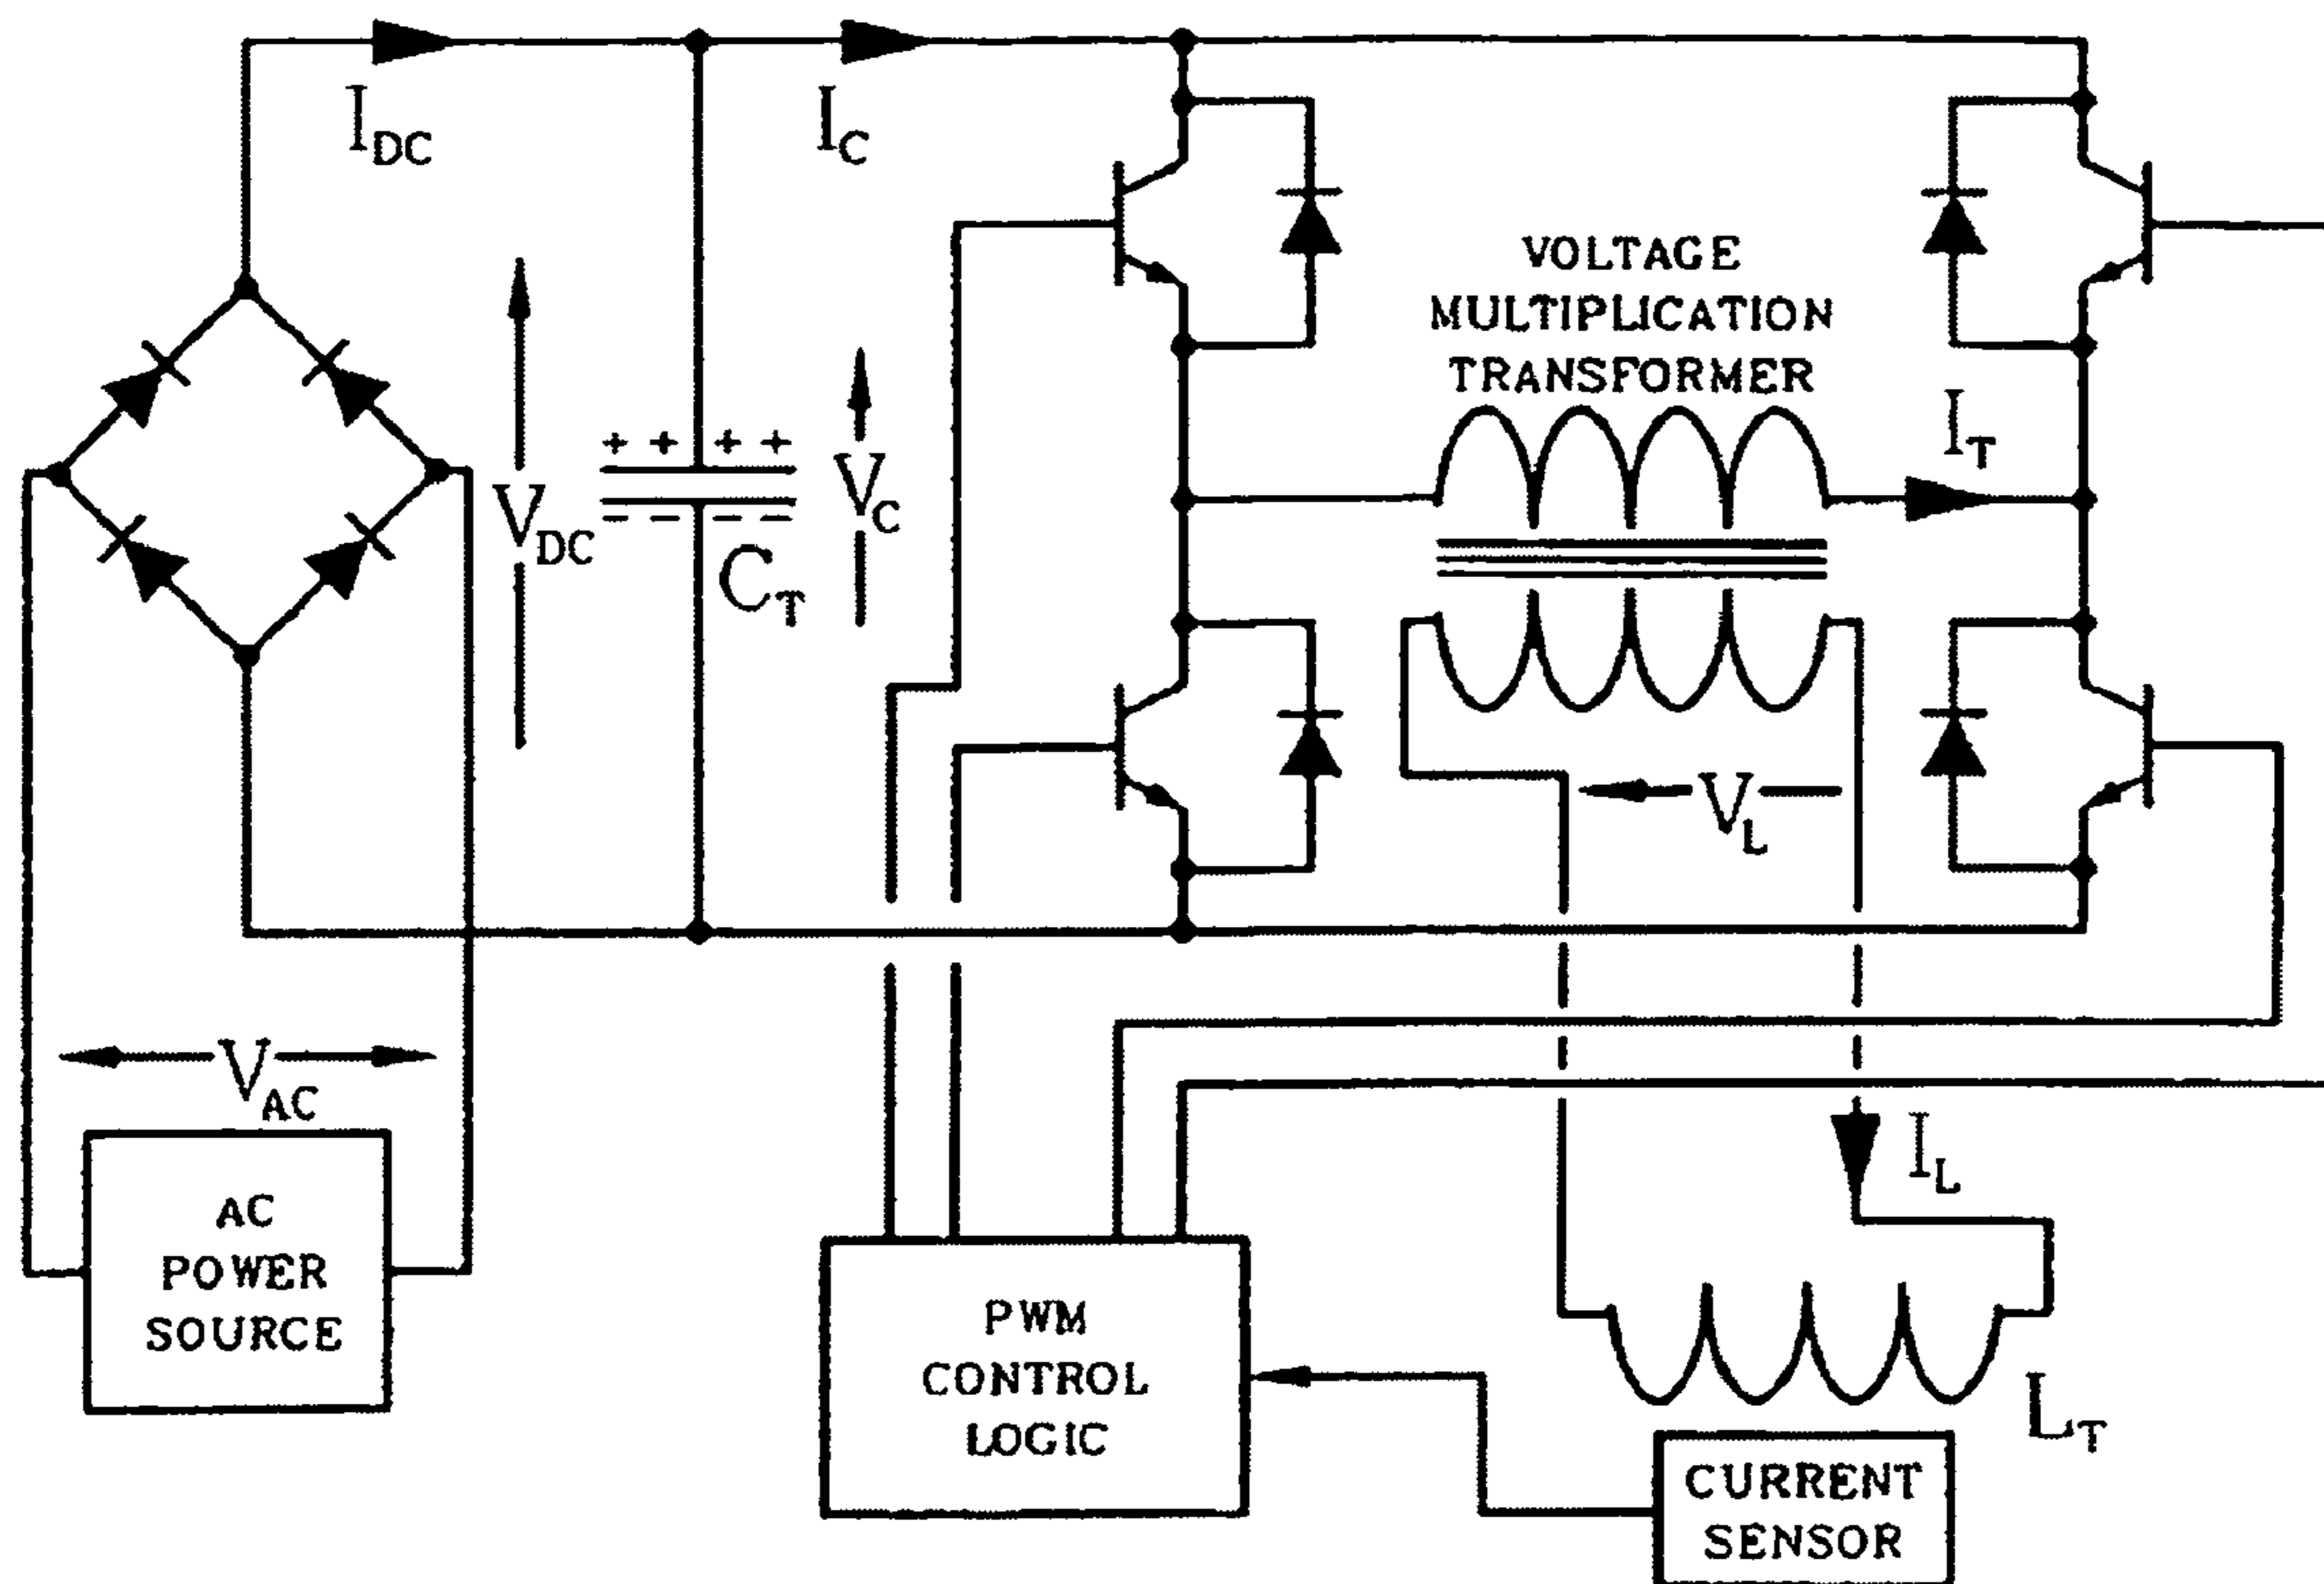 I_DC
I_C
VOLTAGE
MULTIPLICATION
TRANSFORMER
I_T
+ + + +
V_DC
V_C
- - - -
C_T
V_L
V_AC
I_L
AC
POWER
SOURCE
PWM
CONTROL
LOGIC
L_T
CURRENT
SENSOR